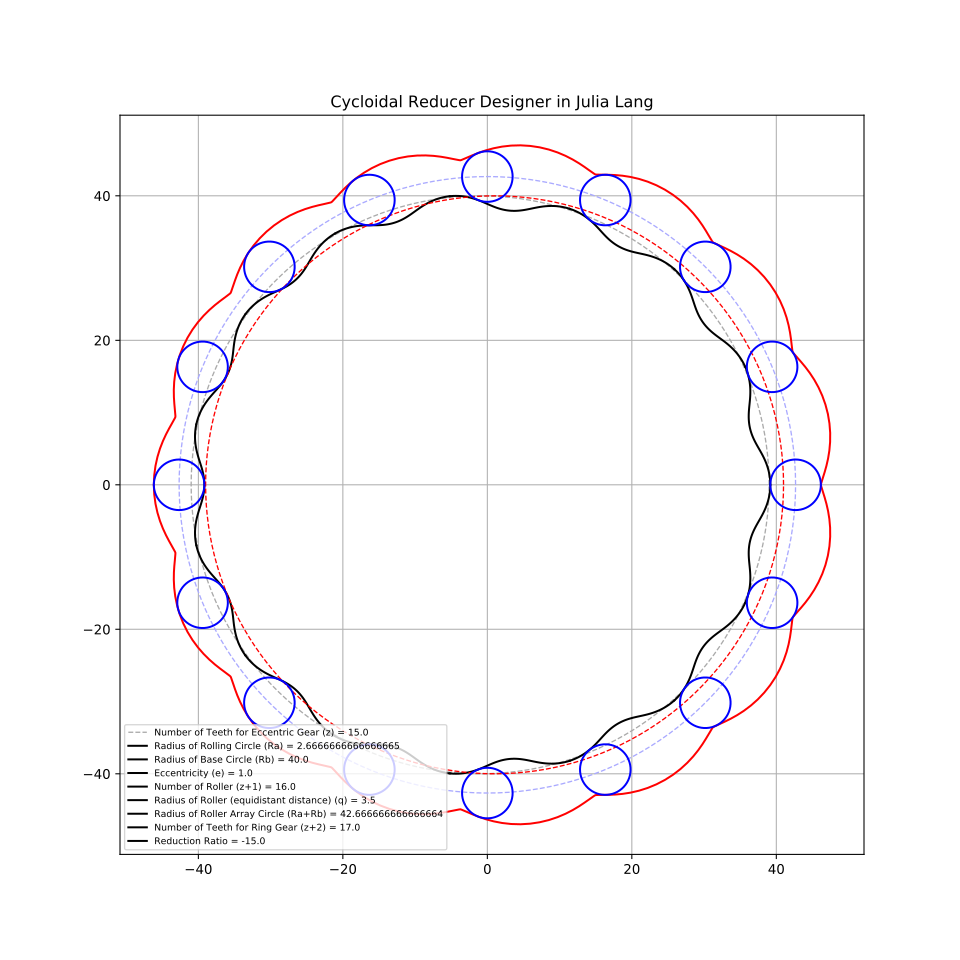 Cycloidal Reducer Designer in Julia Lang
40
20
0
−20
−40
Number of Teeth for Eccentric Gear (z) = 15.0
Radius of Rolling Circle (Ra) = 2.6666666666666665
Radius of Base Circle (Rb) = 40.0
Eccentricity (e) = 1.0
Number of Roller (z+1) = 16.0
Radius of Roller (equidistant distance) (q) = 3.5
Radius of Roller Array Circle (Ra+Rb) = 42.666666666666664
Number of Teeth for Ring Gear (z+2) = 17.0
Reduction Ratio = -15.0
−40 −20 0 20 40